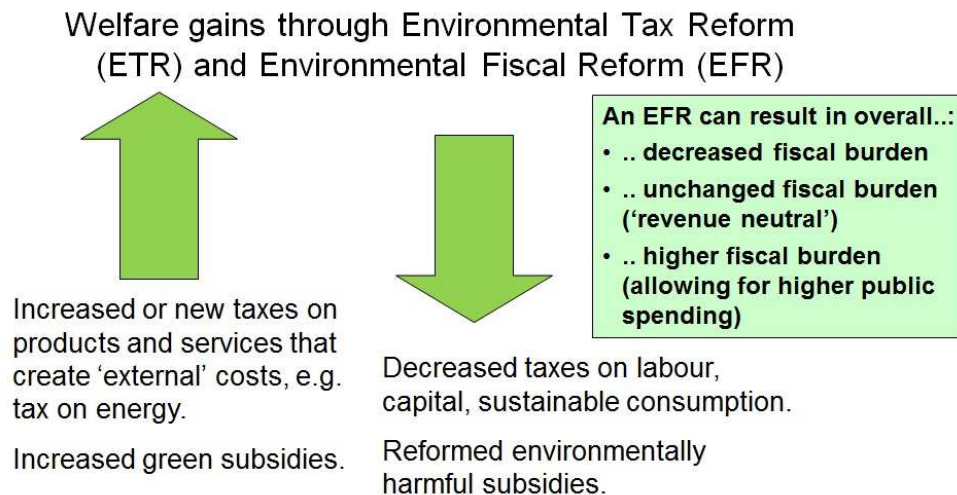 Welfare gains through Environmental Tax Reform
(ETR) and Environmental Fiscal Reform (EFR)
An EFR can result in overall..:
• .. decreased fiscal burden
• .. unchanged fiscal burden
(‘revenue neutral’)
• .. higher fiscal burden
(allowing for higher public
spending)
Increased or new taxes on
products and services that
create ‘external’ costs, e.g.
tax on energy.
Increased green subsidies.
Decreased taxes on labour,
capital, sustainable consumption.
Reformed environmentally
harmful subsidies.